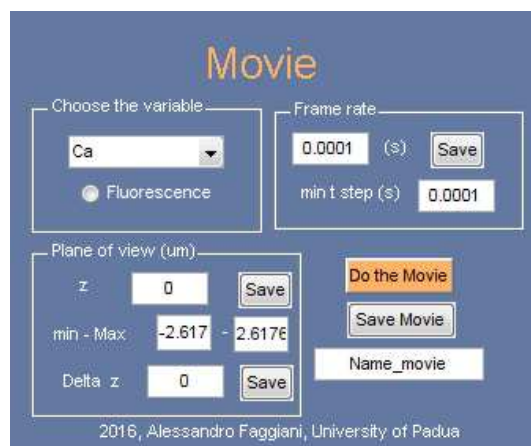 Movie
Choose the variable
Ca
Fluorescence
Frame rate
0.0001 (s) Save
min t step (s) 0.0001
Plane of view (um)
z 0 Save
min - Max -2.617 - 2.6176
Delta z 0 Save
Do the Movie
Save Movie
Name_movie
2016, Alessandro Faggiani, University of Padua